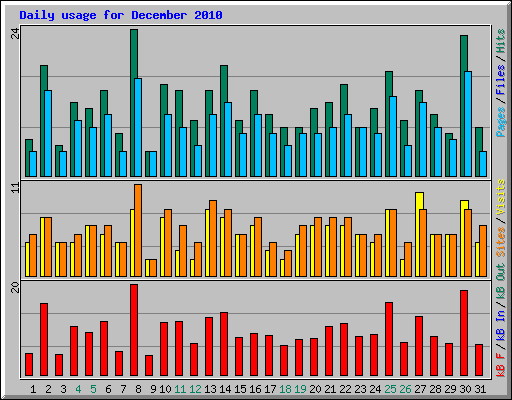 Daily usage for December 2010
24
11
20
Pages / Files / Hits
Sites / Visits
kB F / kB In / kB Out
1 2 3 4 5 6 7 8 9 10 11 12 13 14 15 16 17 18 19 20 21 22 23 24 25 26 27 28 29 30 31